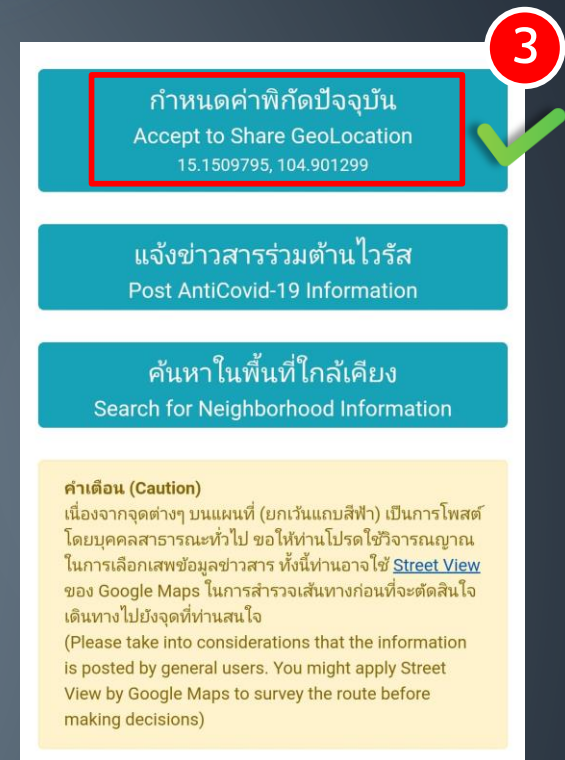 3
กำหนดค่าพิกัดปัจจุบัน
Accept to Share GeoLocation
15.1509795, 104.901299
แจ้งข่าวสารร่วมต้านไวรัส
Post AntiCovid-19 Information
ค้นหาในพื้นที่ใกล้เคียง
Search for Neighborhood Information
คำเตือน (Caution)
เนื่องจากจุดต่างๆ บนแผนที่ (ยกเว้นแถบสีฟ้า) เป็นการโพสต์
โดยบุคคลสาธารณะทั่วไป ขอให้ท่านโปรดใช้วิจารณญาณ
ในการเลือกเสพข้อมูลข่าวสาร ทั้งนี้ท่านอาจใช้ Street View
ของ Google Maps ในการสำรวจเส้นทางก่อนที่จะตัดสินใจ
เดินทางไปยังจุดที่ท่านสนใจ
(Please take into considerations that the information
is posted by general users. You might apply Street
View by Google Maps to survey the route before
making decisions)